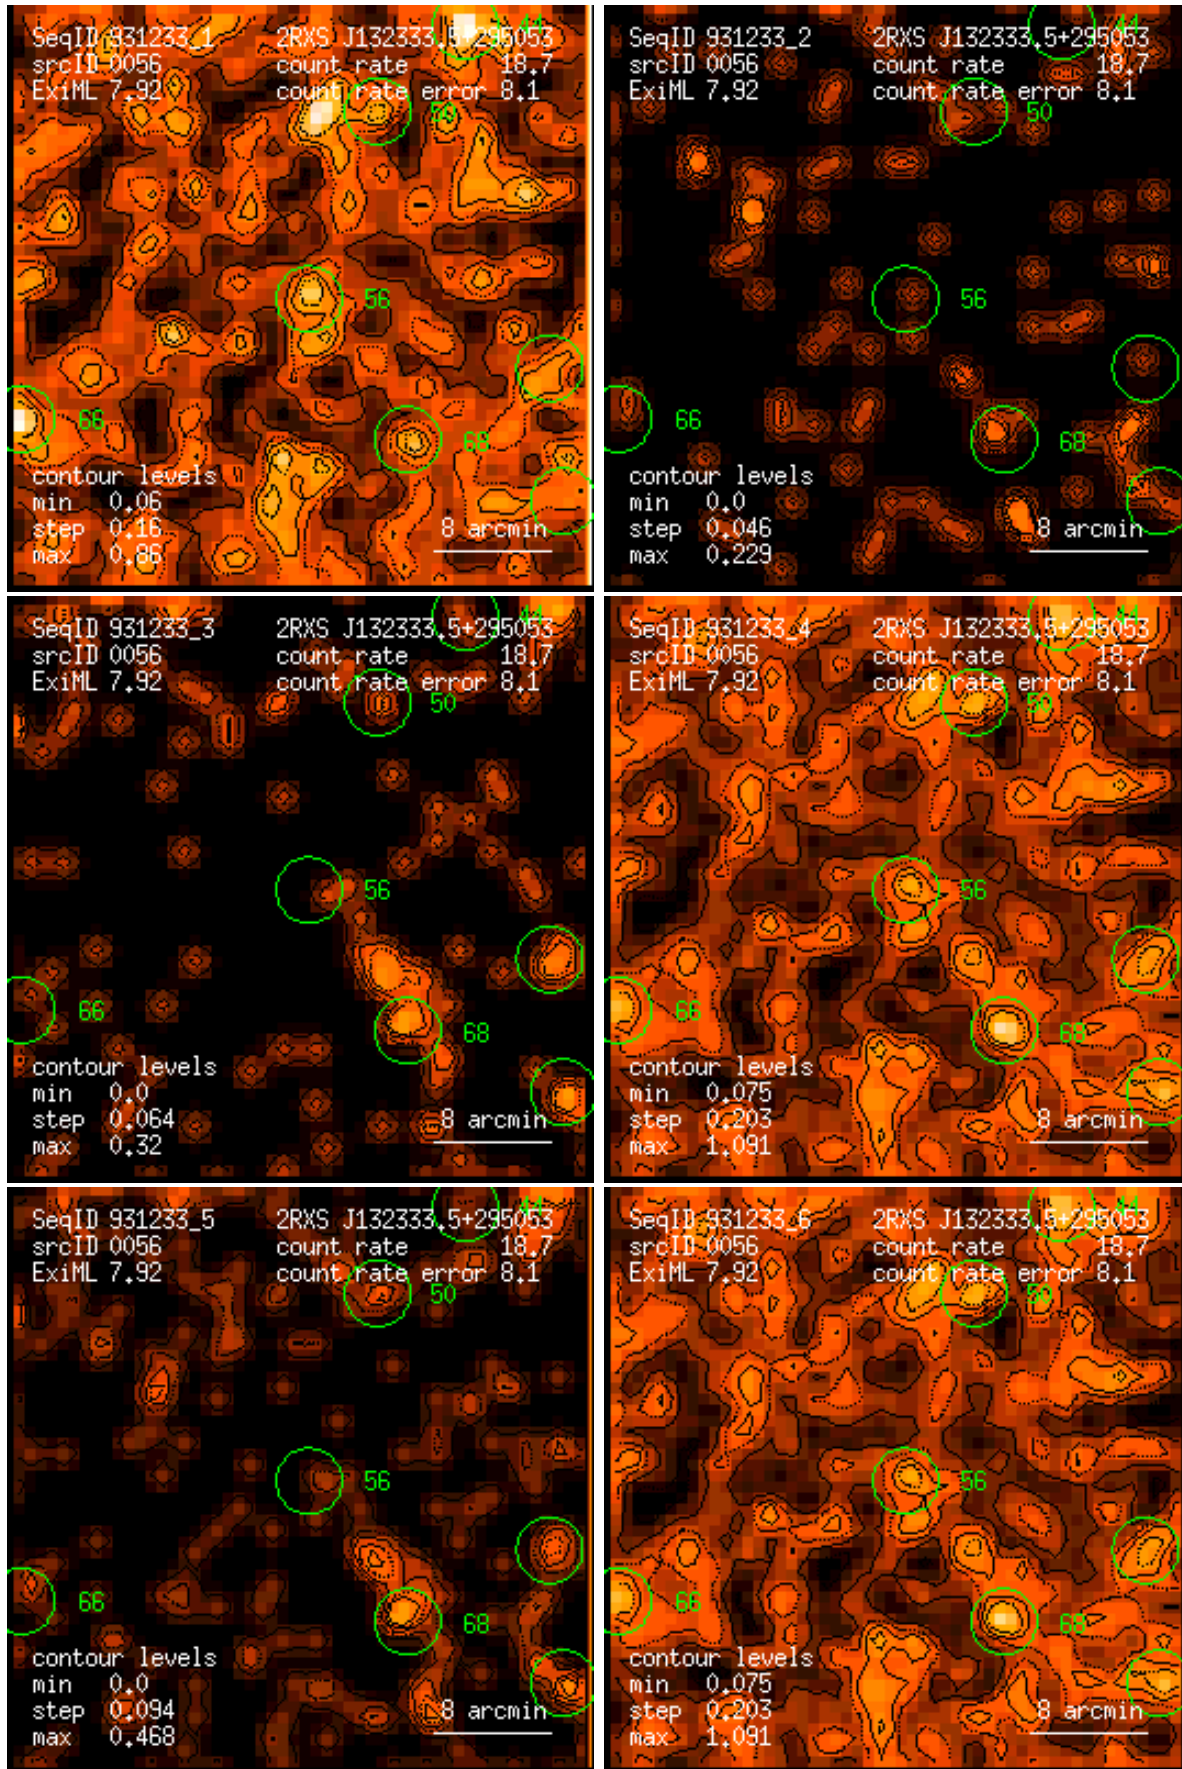 44
SeqID 931233_1 2RXS J132333.5+295053
srcID 0056 count rate 18.7
ExiML 7.92 count rate error 8.1
50
56
68
68
contour levels
min 0.06
step 0.16
max 0.86
8 arcmin
44
SeqID 931233_2 2RXS J132333.5+295053
srcID 0056 count rate 18.7
ExiML 7.92 count rate error 8.1
50
56
66
68
contour levels
min 0.0
step 0.046
max 0.229
8 arcmin
44
SeqID 931233_3 2RXS J132333.5+295053
srcID 0056 count rate 18.7
ExiML 7.92 count rate error 8.1
50
56
66
68
contour levels
min 0.0
step 0.064
max 0.32
8 arcmin
44
SeqID 931233_4 2RXS J132333.5+295053
srcID 0056 count rate 18.7
ExiML 7.92 count rate error 8.1
50
56
66
68
contour levels
min 0.075
step 0.203
max 1.091
8 arcmin
44
SeqID 931233_5 2RXS J132333.5+295053
srcID 0056 count rate 18.7
ExiML 7.92 count rate error 8.1
50
56
66
68
contour levels
min 0.0
step 0.094
max 0.468
8 arcmin
44
SeqID 931233_6 2RXS J132333.5+295053
srcID 0056 count rate 18.7
ExiML 7.92 count rate error 8.1
50
56
66
68
contour levels
min 0.075
step 0.203
max 1.091
8 arcmin